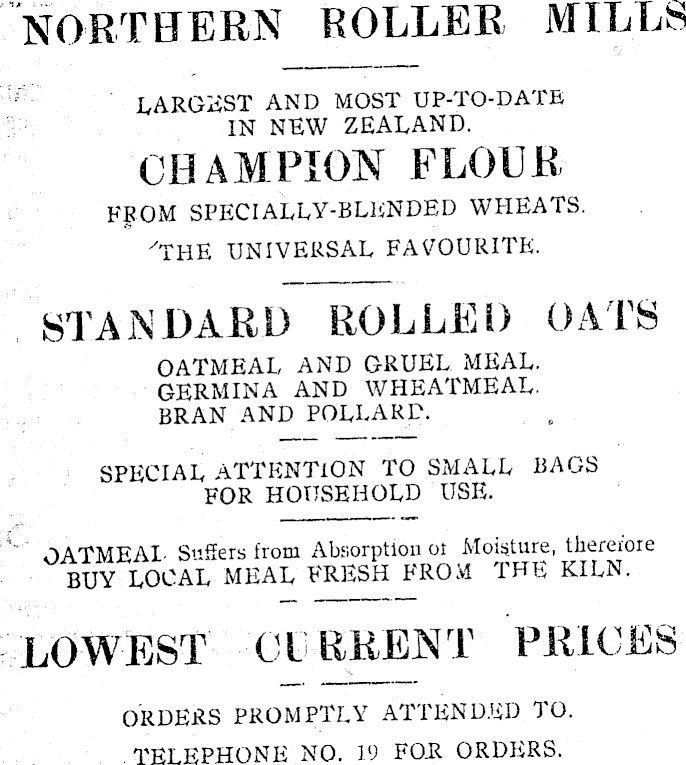 NORTHERN ROLLER MILLS
LARGEST AND MOST UP-TO-DATE
IN NEW ZEALAND.
CHAMPION FLOUR
FROM SPECIALLY-BLENDED WHEATS.
THE UNIVERSAL FAVOURITE.
STANDARD ROLLED OATS
OATMEAL AND GRUEL MEAL.
GERMINA AND WHEATMEAL.
BRAN AND POLLARD.
SPECIAL ATTENTION TO SMALL BAGS
FOR HOUSEHOLD USE.
OATMEAL Suffers from Absorption of Moisture, therefore
BUY LOCAL MEAL FRESH FROM THE KILN.
LOWEST CURRENT PRICES
ORDERS PROMPTLY ATTENDED TO.
TELEPHONE NO. 19 FOR ORDERS.